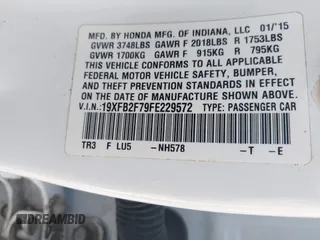 MFD. BY HONDA MFG. OF INDIANA, LLC 01/'15
GVWR 3748LBS GAWR F 2018LBS R 1753LBS
GVWR 1700KG GAWR F 915KG R 795KG
THIS VEHICLE CONFORMS TO ALL APPLICABLE
FEDERAL MOTOR VEHICLE SAFETY, BUMPER,
AND THEFT PREVENTION STANDARDS IN EFFECT
ON THE DATE OF MANUFACTURE SHOWN ABOVE.
V.I.N.: 19XFB2F79FE229572 TYPE: PASSENGER CAR
TR3 F LU5 -NH578 -T -E
DREAMBID